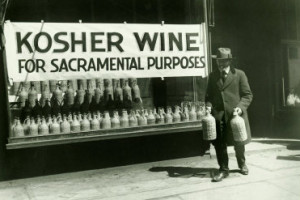 KOSHER WINE
FOR SACRAMENTAL PURPOSES